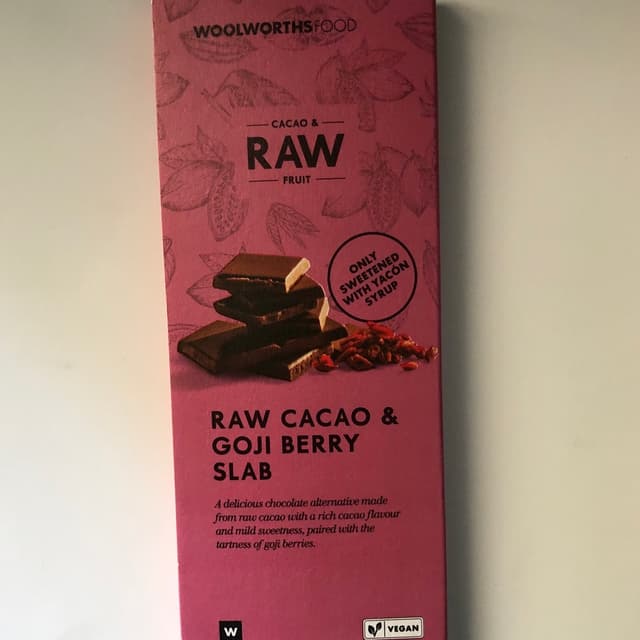 WOOLWORTHSFOOD
CACAO &
RAW
FRUIT
ONLY
SWEETENED
WITH YACÓN
SYRUP
RAW CACAO &
GOJI BERRY
SLAB
A delicious chocolate alternative made
from raw cacao with a rich cacao flavour
and mild sweetness, paired with the
tartness of goji berries.
W
VEGAN